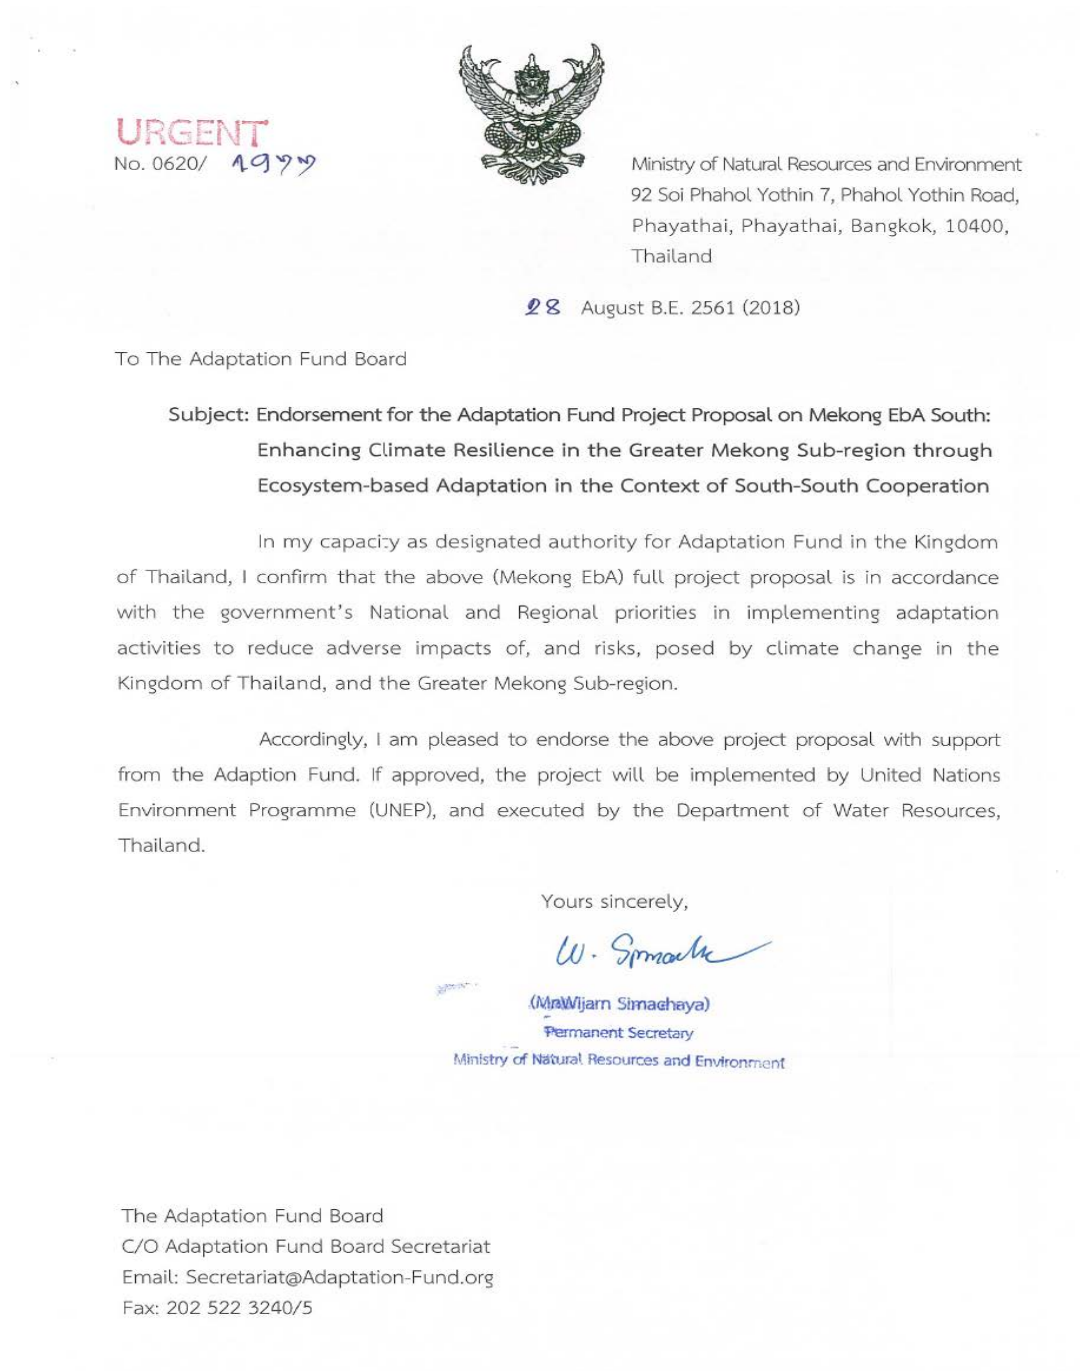 URGENT
No. 0620/
Ministry of Natural Resources and Environment
92 Soi Phahol Yothin 7, Phahol Yothin Road,
Phayathai, Phayathai, Bangkok, 10400,
Thailand
28 August B.E. 2561 (2018)
To The Adaptation Fund Board
Subject: Endorsement for the Adaptation Fund Project Proposal on Mekong EbA South:
Enhancing Climate Resilience in the Greater Mekong Sub-region through
Ecosystem-based Adaptation in the Context of South-South Cooperation
In my capacity as designated authority for Adaptation Fund in the Kingdom
of Thailand, I confirm that the above (Mekong EbA) full project proposal is in accordance
with the government's National and Regional priorities in implementing adaptation
activities to reduce adverse impacts of, and risks, posed by climate change in the
Kingdom of Thailand, and the Greater Mekong Sub-region.
Accordingly, I am pleased to endorse the above project proposal with support
from the Adaption Fund. If approved, the project will be implemented by United Nations
Environment Programme (UNEP), and executed by the Department of Water Resources,
Thailand.
Yours sincerely,
W.
(Mr.Wijarn Simachaya)
Permanent Secretary
Ministry of Natural Resources and Environment
The Adaptation Fund Board
C/O Adaptation Fund Board Secretariat
Email: Secretariat@Adaptation-Fund.org
Fax: 202 522 3240/5